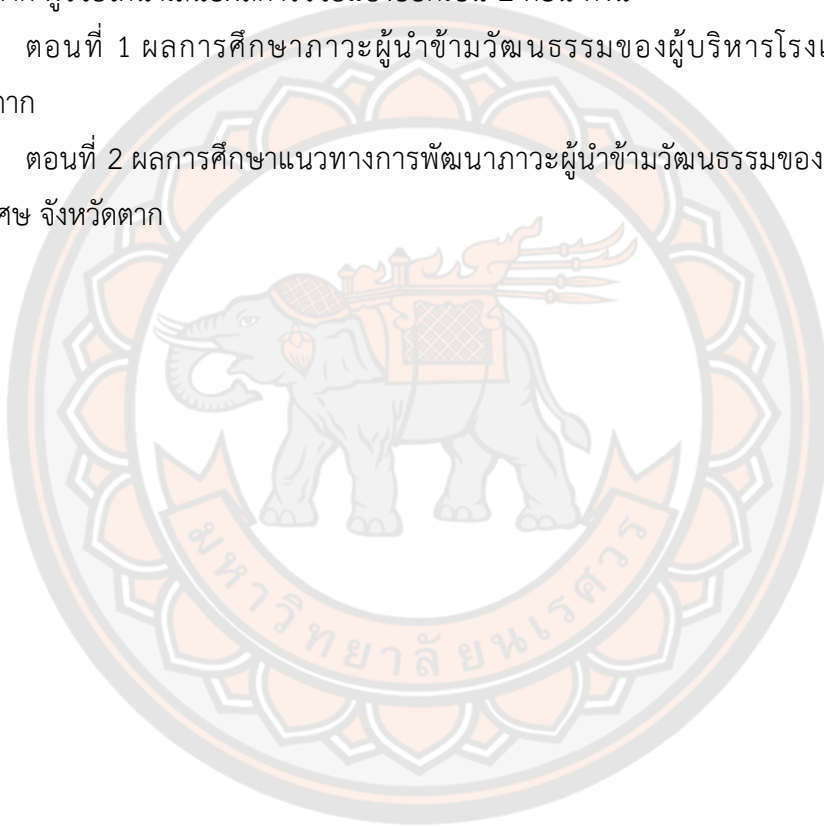 ตอนที่ 1 ผลการศึกษาภาวะผู้นำข้ามวัฒนธรรมของผู้บริหารโรงเ
ตาก
ตอนที่ 2 ผลการศึกษาแนวทางการพัฒนาภาวะผู้นำข้ามวัฒนธรรมของ
ศษ จังหวัดตาก
มหาวิทยาลัยนเรศวร